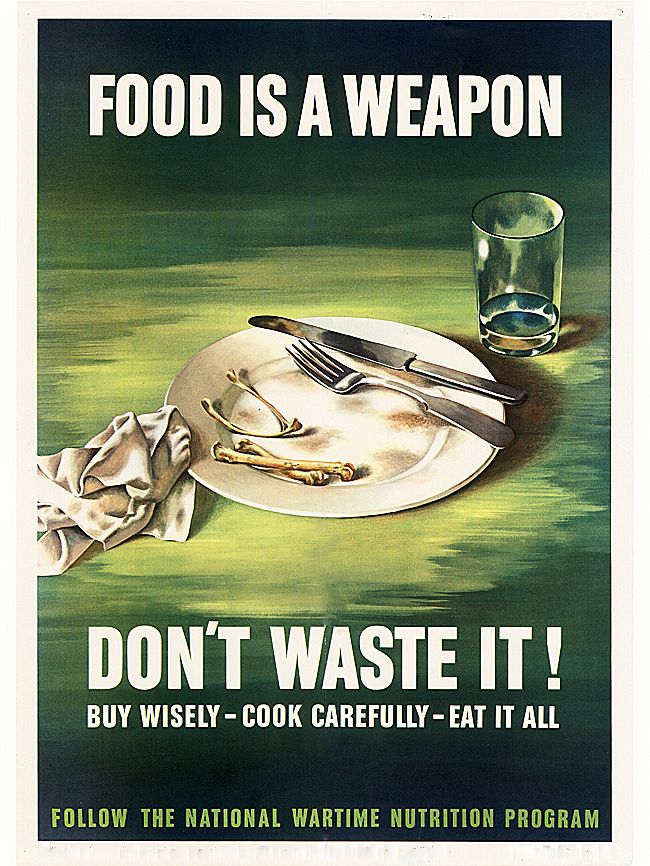 FOOD IS A WEAPON
DON'T WASTE IT!
BUY WISELY - COOK CAREFULLY - EAT IT ALL
FOLLOW THE NATIONAL WARTIME NUTRITION PROGRAM